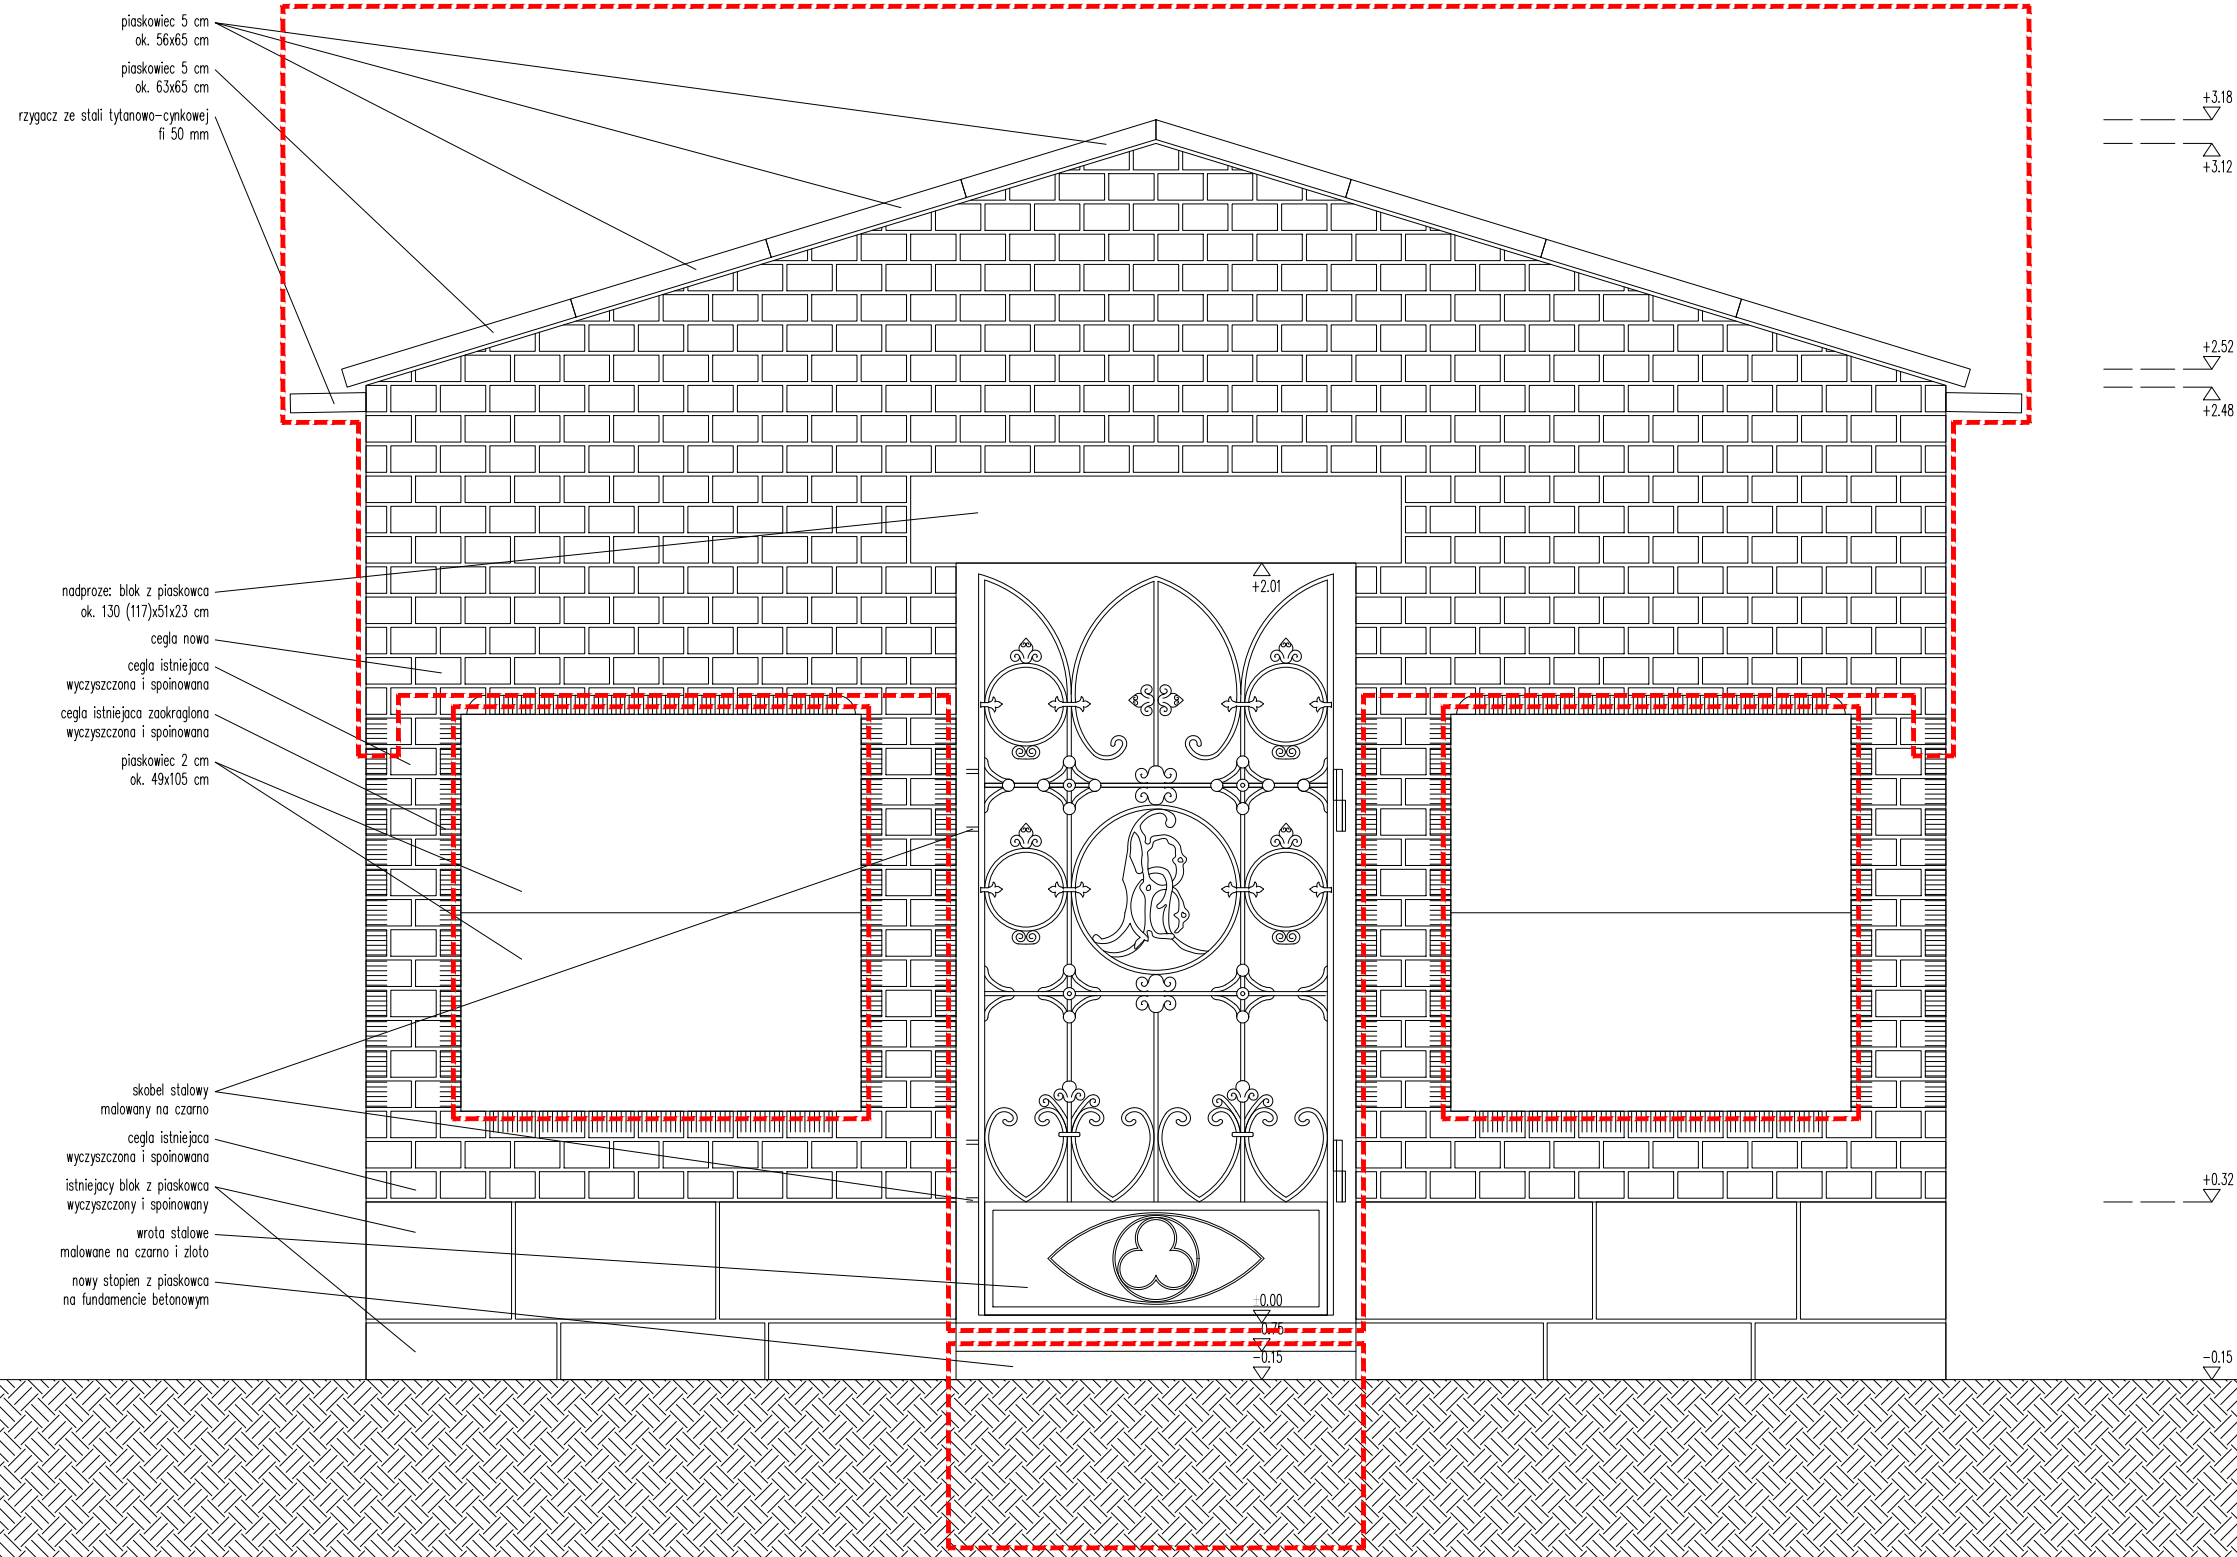 piaskowiec 5 cm
ok. 56x65 cm
piaskowiec 5 cm
ok. 63x65 cm
rzygacz ze stali tytanowo-cynkowej
fi 50 mm
nadproze: blok z piaskowca
ok. 130 (117)x51x23 cm
cegla nowa
cegla istniejaca
wyczyszczona i spoinowana
cegla istniejaca zaokraglona
wyczyszczona i spoinowana
piaskowiec 2 cm
ok. 49x105 cm
skobel stalowy
malowany na czarno
cegla istniejaca
wyczyszczona i spoinowana
istniejacy blok z piaskowca
wyczyszczony i spoinowany
wrota stalowe
malowane na czarno i zloto
nowy stopien z piaskowca
na fundamencie betonowym
+2.01
±0.00
-0.15
+3.18
+3.12
+2.52
+2.48
+0.32
-0.15